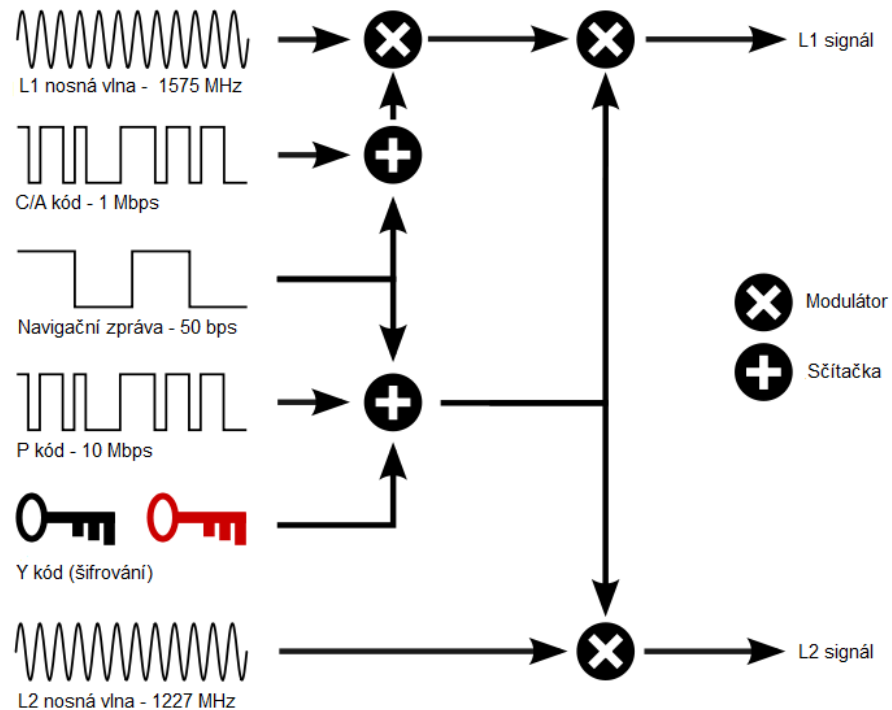 L1 nosná vlna - 1575 MHz
L1 signál
C/A kód - 1 Mbps
Navigační zpráva - 50 bps
Modulátor
Sčítačka
P kód - 10 Mbps
Y kód (šifrování)
L2 nosná vlna - 1227 MHz
L2 signál